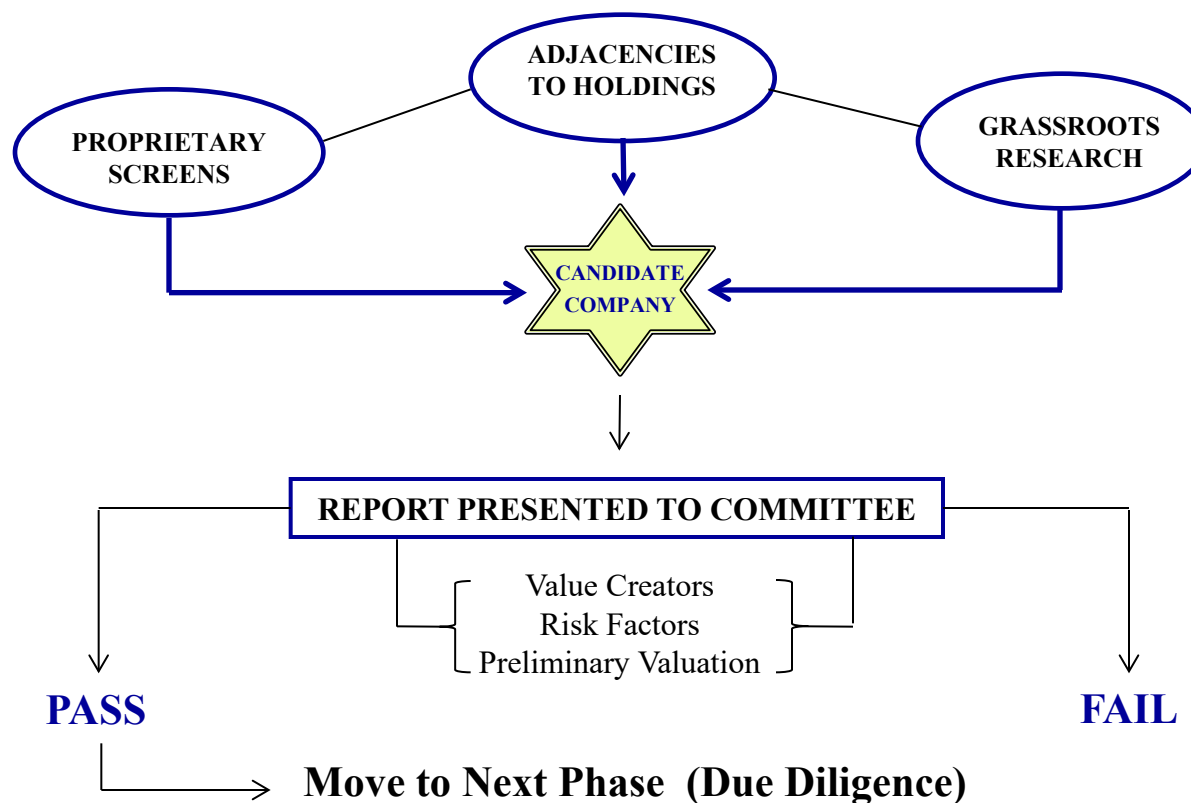 ADJACENCIES
TO HOLDINGS
PROPRIETARY
SCREENS
GRASSROOTS
RESEARCH
CANDIDATE
COMPANY
REPORT PRESENTED TO COMMITTEE
Value Creators
Risk Factors
Preliminary Valuation
PASS
FAIL
Move to Next Phase  (Due Diligence)